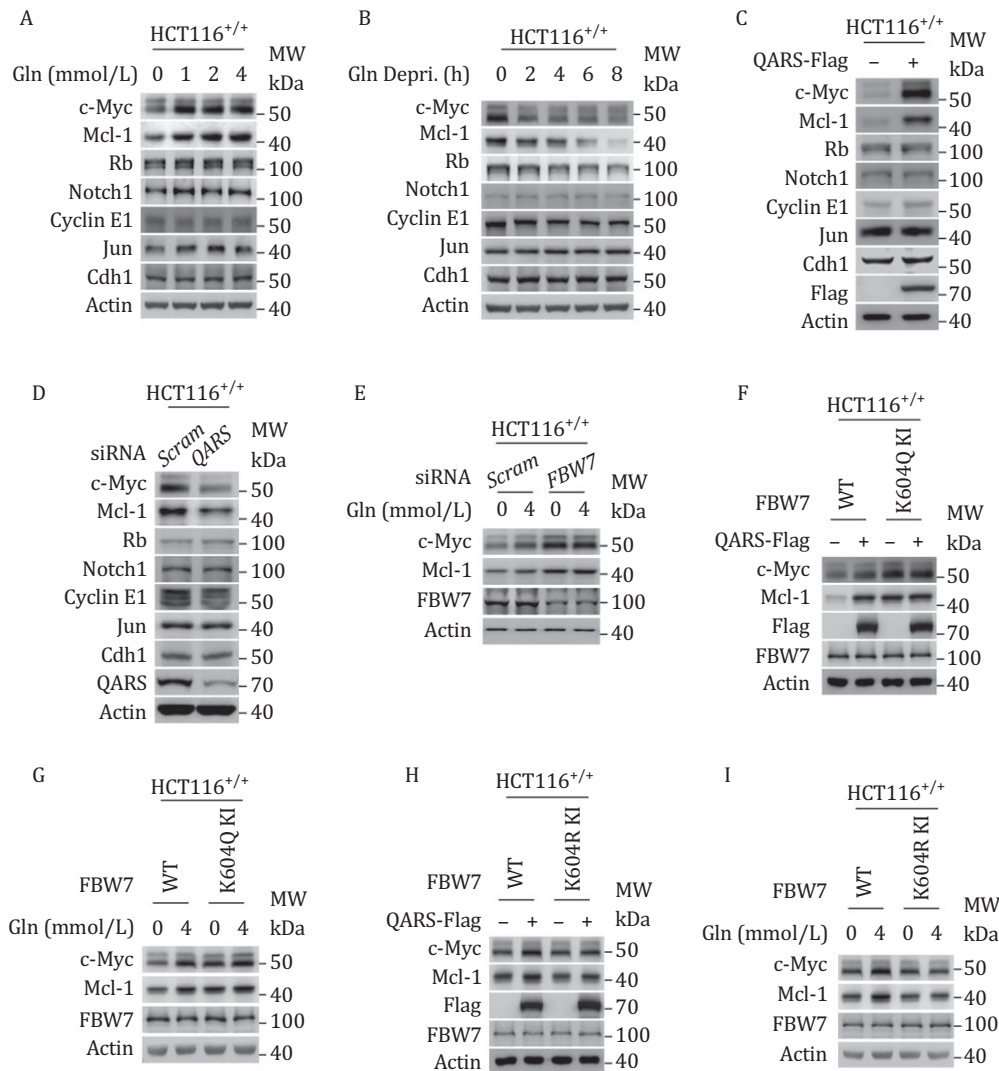 A
HCT116+/+
MW
Gln (mmol/L) 0 1 2 4 kDa
c-Myc 50
Mcl-1 40
Rb 100
Notch1 100
Cyclin E1 50
Jun 40
Cdh1 50
Actin 40
B
HCT116+/+
MW
Gln Depri. (h) 0 2 4 6 8 kDa
c-Myc 50
Mcl-1 40
Rb 100
Notch1 100
Cyclin E1 50
Jun 40
Cdh1 50
Actin 40
C
HCT116+/+
MW
QARS-Flag − + kDa
c-Myc 50
Mcl-1 40
Rb 100
Notch1 100
Cyclin E1 50
Jun 40
Cdh1 50
Flag 70
Actin 40
D
HCT116+/+
MW
siRNA Scram QARS kDa
c-Myc 50
Mcl-1 40
Rb 100
Notch1 100
Cyclin E1 50
Jun 40
Cdh1 50
QARS 70
Actin 40
E
HCT116+/+
siRNA Scram FBW7 MW
Gln (mmol/L) 0 4 0 4 kDa
c-Myc 50
Mcl-1 40
FBW7 100
Actin 40
F
HCT116+/+
FBW7 WT K604Q KI MW
QARS-Flag − + − + kDa
c-Myc 50
Mcl-1 40
Flag 70
FBW7 100
Actin 40
G
HCT116+/+
FBW7 WT K604Q KI MW
Gln (mmol/L) 0 4 0 4 kDa
c-Myc 50
Mcl-1 40
FBW7 100
Actin 40
H
HCT116+/+
FBW7 WT K604R KI MW
QARS-Flag − + − + kDa
c-Myc 50
Mcl-1 40
Flag 70
FBW7 100
Actin 40
I
HCT116+/+
FBW7 WT K604R KI MW
Gln (mmol/L) 0 4 0 4 kDa
c-Myc 50
Mcl-1 40
FBW7 100
Actin 40